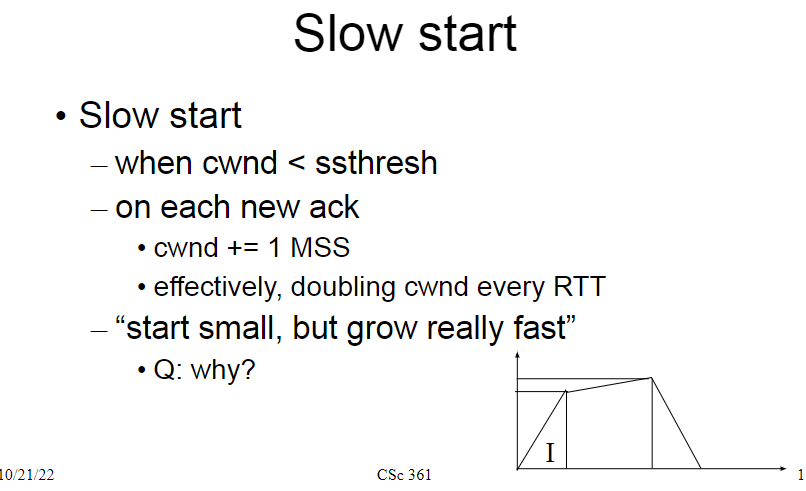 Slow start
• Slow start
– when cwnd < ssthresh
– on each new ack
• cwnd += 1 MSS
• effectively, doubling cwnd every RTT
– “start small, but grow really fast”
• Q: why?
I
10/21/22
CSc 361
1